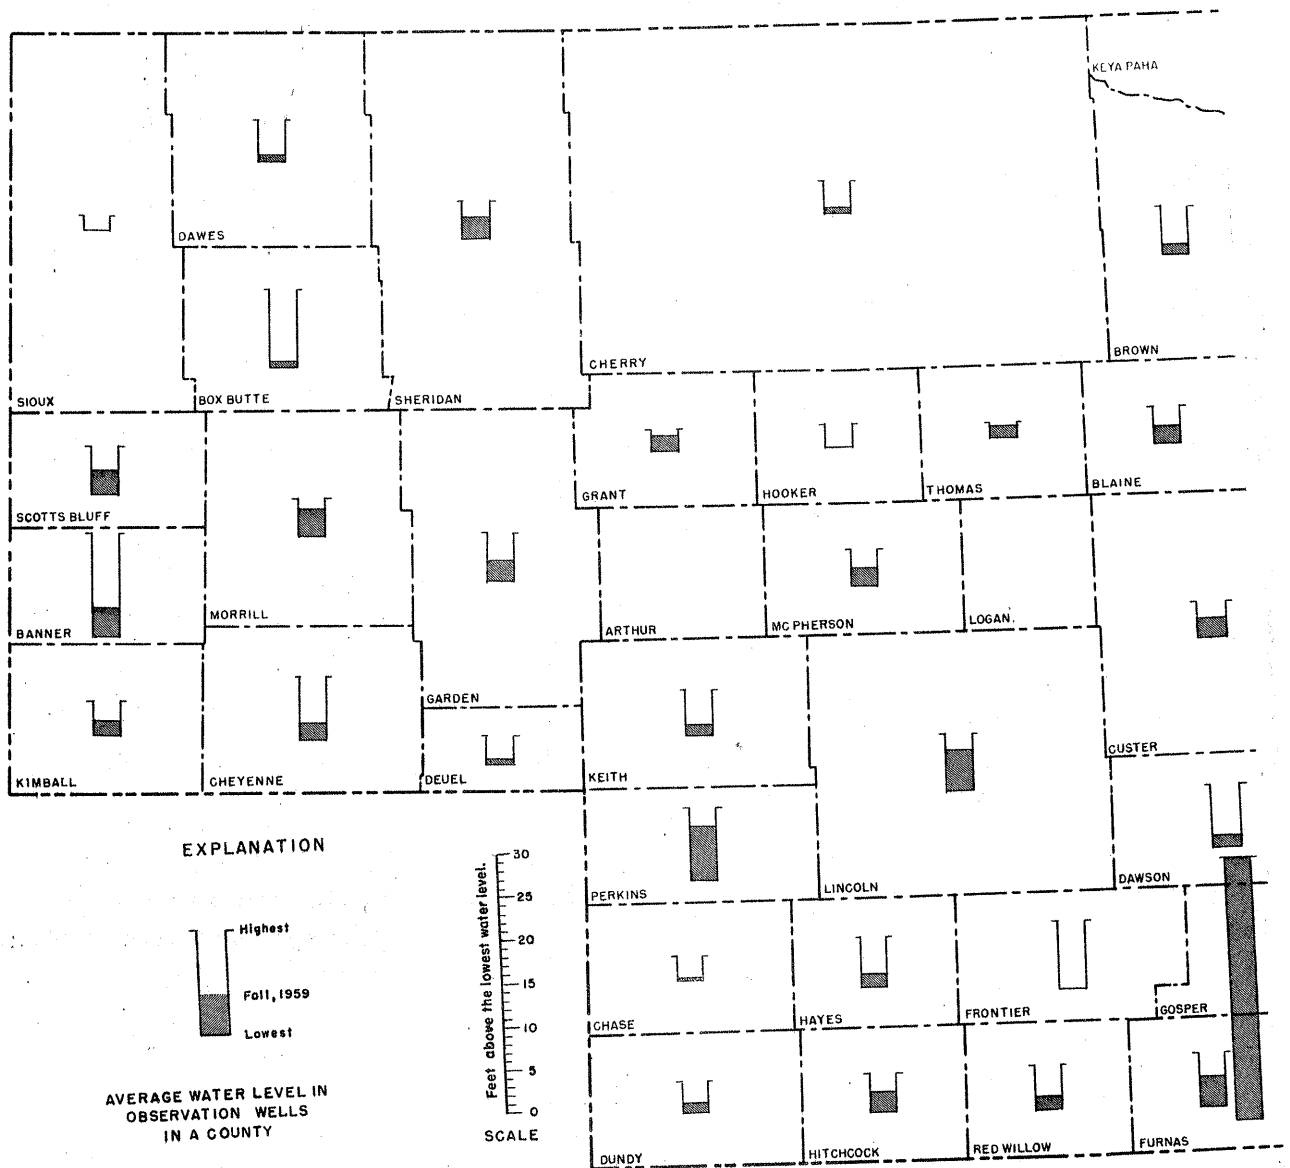 KEYA PAHA
DAWES
CHERRY
BROWN
SIOUX
BOX BUTTE
SHERIDAN
GRANT
HOOKER
THOMAS
BLAINE
SCOTTS BLUFF
BANNER
MORRILL
ARTHUR
MC PHERSON
LOGAN
GARDEN
KIMBALL
CHEYENNE
DEUEL
KEITH
CUSTER
PERKINS
LINCOLN
DAWSON
CHASE
HAYES
FRONTIER
GOSPER
DUNDY
HITCHCOCK
RED WILLOW
FURNAS
EXPLANATION
Highest
Fall, 1959
Lowest
AVERAGE WATER LEVEL IN
OBSERVATION WELLS
IN A COUNTY
Feet above the lowest water level.
30
25
20
15
10
5
0
SCALE